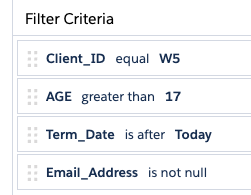 Filter Criteria
Client_ID equal W5
AGE greater than 17
Term_Date is after Today
Email_Address is not null